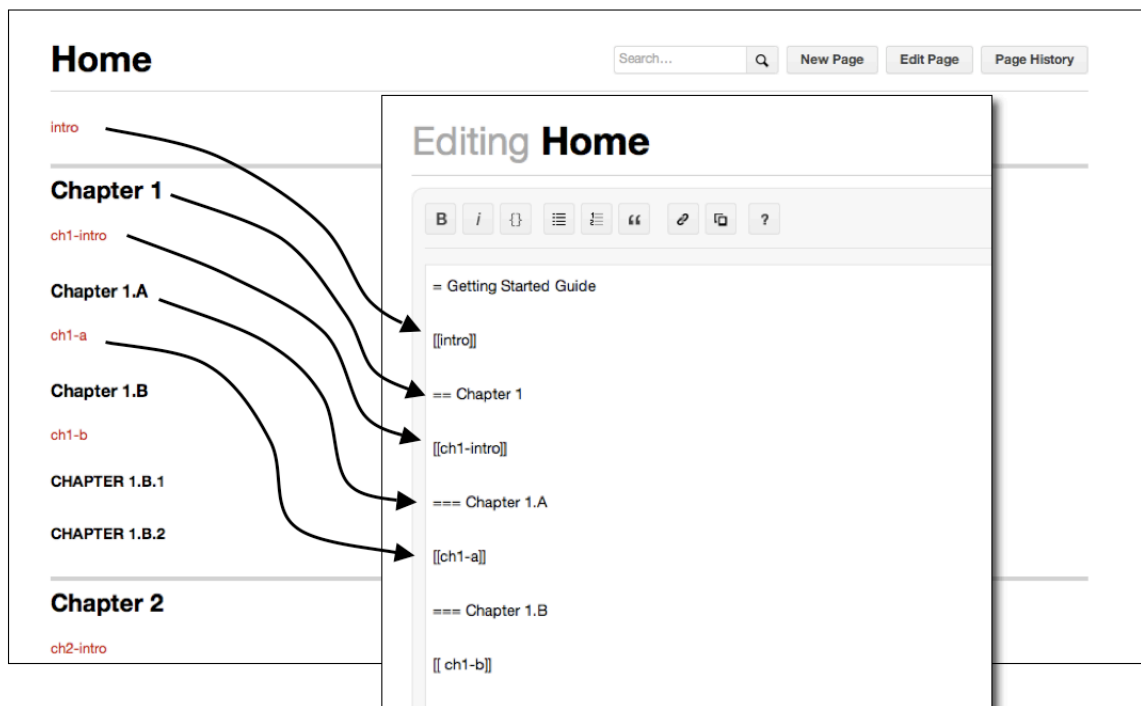 Home
Search...
New Page
Edit Page
Page History
intro
Chapter 1
ch1-intro
Chapter 1.A
ch1-a
Chapter 1.B
ch1-b
CHAPTER 1.B.1
CHAPTER 1.B.2
Chapter 2
ch2-intro
Editing Home
B i {} 1 2 “ ?
= Getting Started Guide
[[intro]]
== Chapter 1
[[ch1-intro]]
=== Chapter 1.A
[[ch1-a]]
=== Chapter 1.B
[[ ch1-b]]